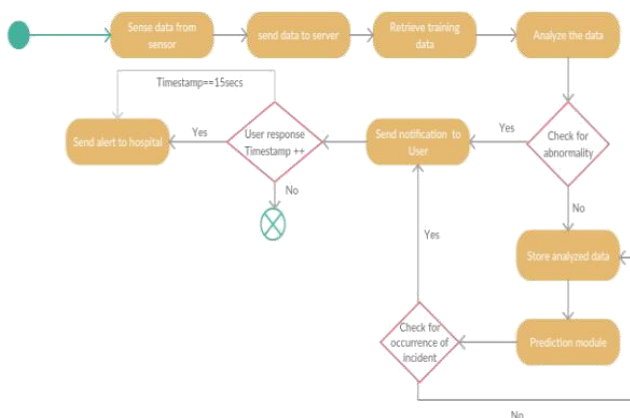 Sense data from
sensor
send data to server
Retrieve training
data
Analyze the data
Timestamp==15secs
Send alert to hospital
Yes
User response
Timestamp ++
Send notification to
User
Yes
Check for
abnormality
No
No
Store analyzed data
Yes
Check for
occurrence of
incident
Prediction module
No